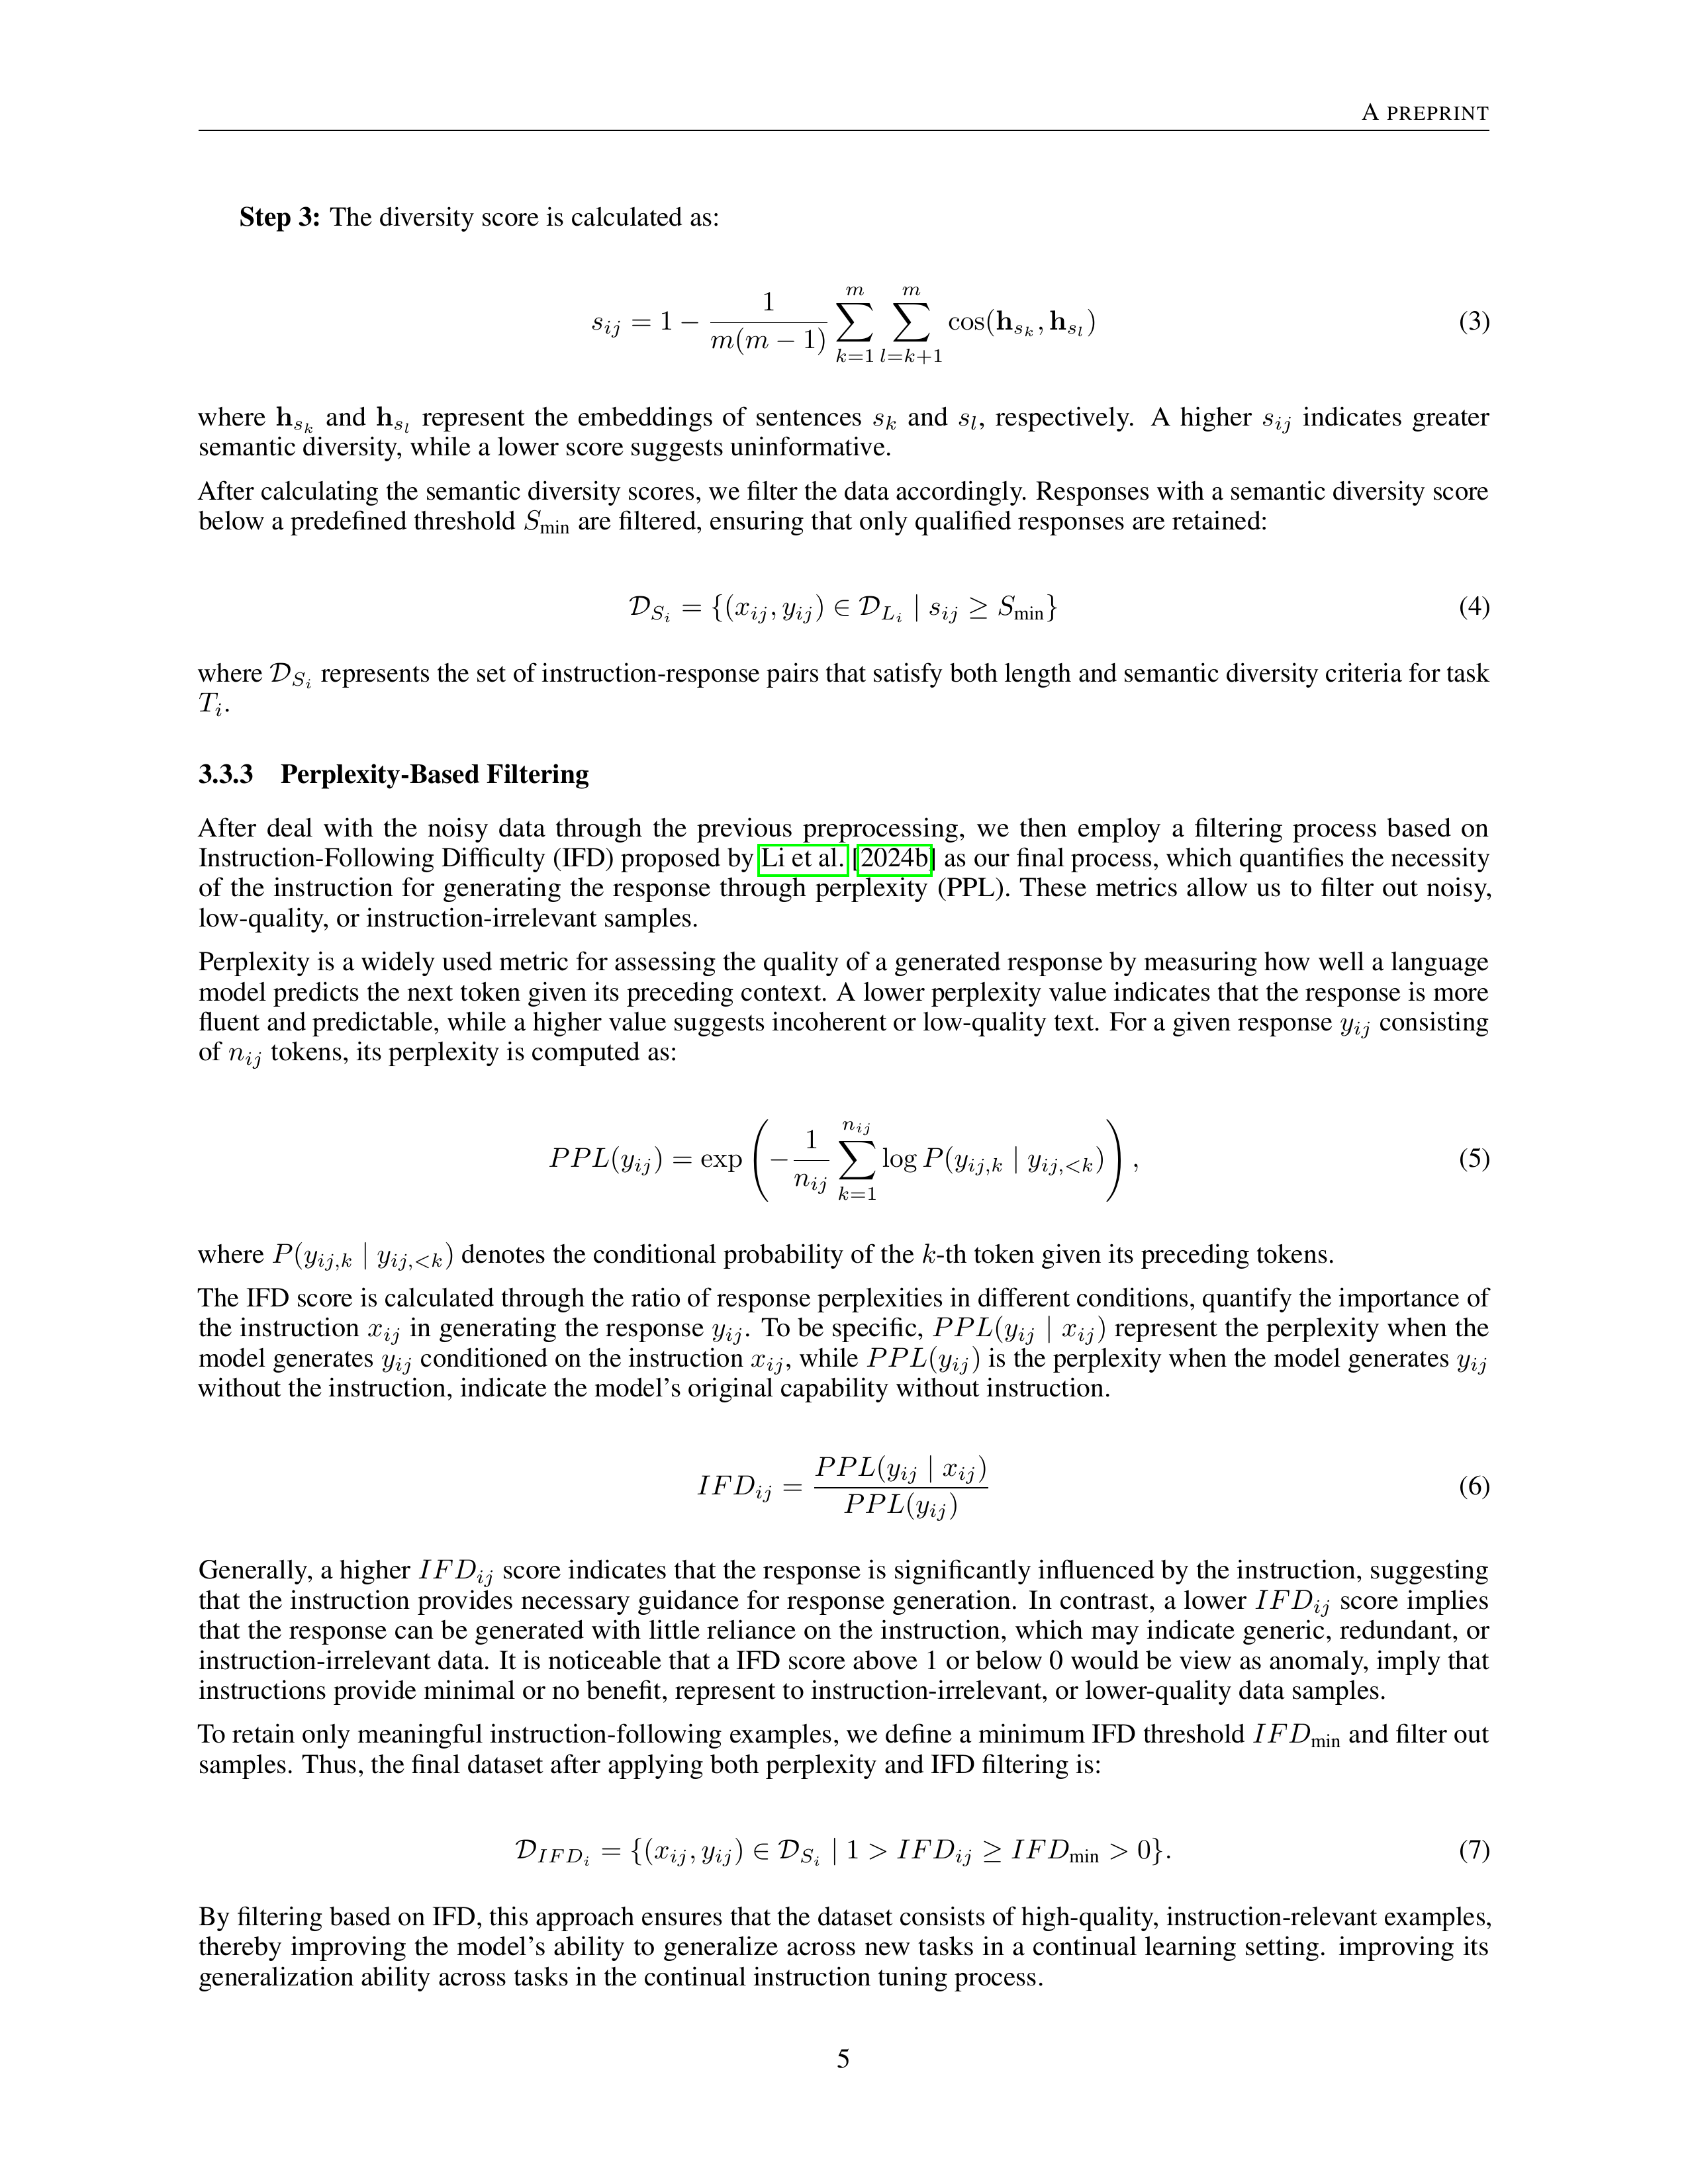 A PREPRINT
Step 3: The diversity score is calculated as:
s_{ij} = 1 - \frac{1}{m(m-1)} \sum_{k=1}^{m} \sum_{l=k+1}^{m} \cos(\mathbf{h}_{s_k}, \mathbf{h}_{s_l}) (3)
where \mathbf{h}_{s_k} and \mathbf{h}_{s_l} represent the embeddings of sentences s_k and s_l, respectively. A higher s_{ij} indicates greater
semantic diversity, while a lower score suggests uninformative.
After calculating the semantic diversity scores, we filter the data accordingly. Responses with a semantic diversity score
below a predefined threshold S_{min} are filtered, ensuring that only qualified responses are retained:
\mathcal{D}_{S_i} = \{(x_{ij}, y_{ij}) \in \mathcal{D}_{L_i} \mid s_{ij} \geq S_{min}\} (4)
where \mathcal{D}_{S_i} represents the set of instruction-response pairs that satisfy both length and semantic diversity criteria for task
T_i.
3.3.3 Perplexity-Based Filtering
After deal with the noisy data through the previous preprocessing, we then employ a filtering process based on
Instruction-Following Difficulty (IFD) proposed by Li et al. [2024b] as our final process, which quantifies the necessity
of the instruction for generating the response through perplexity (PPL). These metrics allow us to filter out noisy,
low-quality, or instruction-irrelevant samples.
Perplexity is a widely used metric for assessing the quality of a generated response by measuring how well a language
model predicts the next token given its preceding context. A lower perplexity value indicates that the response is more
fluent and predictable, while a higher value suggests incoherent or low-quality text. For a given response y_{ij} consisting
of n_{ij} tokens, its perplexity is computed as:
PPL(y_{ij}) = \exp\left(-\frac{1}{n_{ij}} \sum_{k=1}^{n_{ij}} \log P(y_{ij,k} \mid y_{ij,<k})\right), (5)
where P(y_{ij,k} \mid y_{ij,<k}) denotes the conditional probability of the k-th token given its preceding tokens.
The IFD score is calculated through the ratio of response perplexities in different conditions, quantify the importance of
the instruction x_{ij} in generating the response y_{ij}. To be specific, PPL(y_{ij} \mid x_{ij}) represent the perplexity when the
model generates y_{ij} conditioned on the instruction x_{ij}, while PPL(y_{ij}) is the perplexity when the model generates y_{ij}
without the instruction, indicate the model's original capability without instruction.
IFD_{ij} = \frac{PPL(y_{ij} \mid x_{ij})}{PPL(y_{ij})} (6)
Generally, a higher IFD_{ij} score indicates that the response is significantly influenced by the instruction, suggesting
that the instruction provides necessary guidance for response generation. In contrast, a lower IFD_{ij} score implies
that the response can be generated with little reliance on the instruction, which may indicate generic, redundant, or
instruction-irrelevant data. It is noticeable that a IFD score above 1 or below 0 would be view as anomaly, imply that
instructions provide minimal or no benefit, represent to instruction-irrelevant, or lower-quality data samples.
To retain only meaningful instruction-following examples, we define a minimum IFD threshold IFD_{min} and filter out
samples. Thus, the final dataset after applying both perplexity and IFD filtering is:
\mathcal{D}_{IFD_i} = \{(x_{ij}, y_{ij}) \in \mathcal{D}_{S_i} \mid 1 > IFD_{ij} \geq IFD_{min} > 0\}. (7)
By filtering based on IFD, this approach ensures that the dataset consists of high-quality, instruction-relevant examples,
thereby improving the model's ability to generalize across new tasks in a continual learning setting. improving its
generalization ability across tasks in the continual instruction tuning process.
5